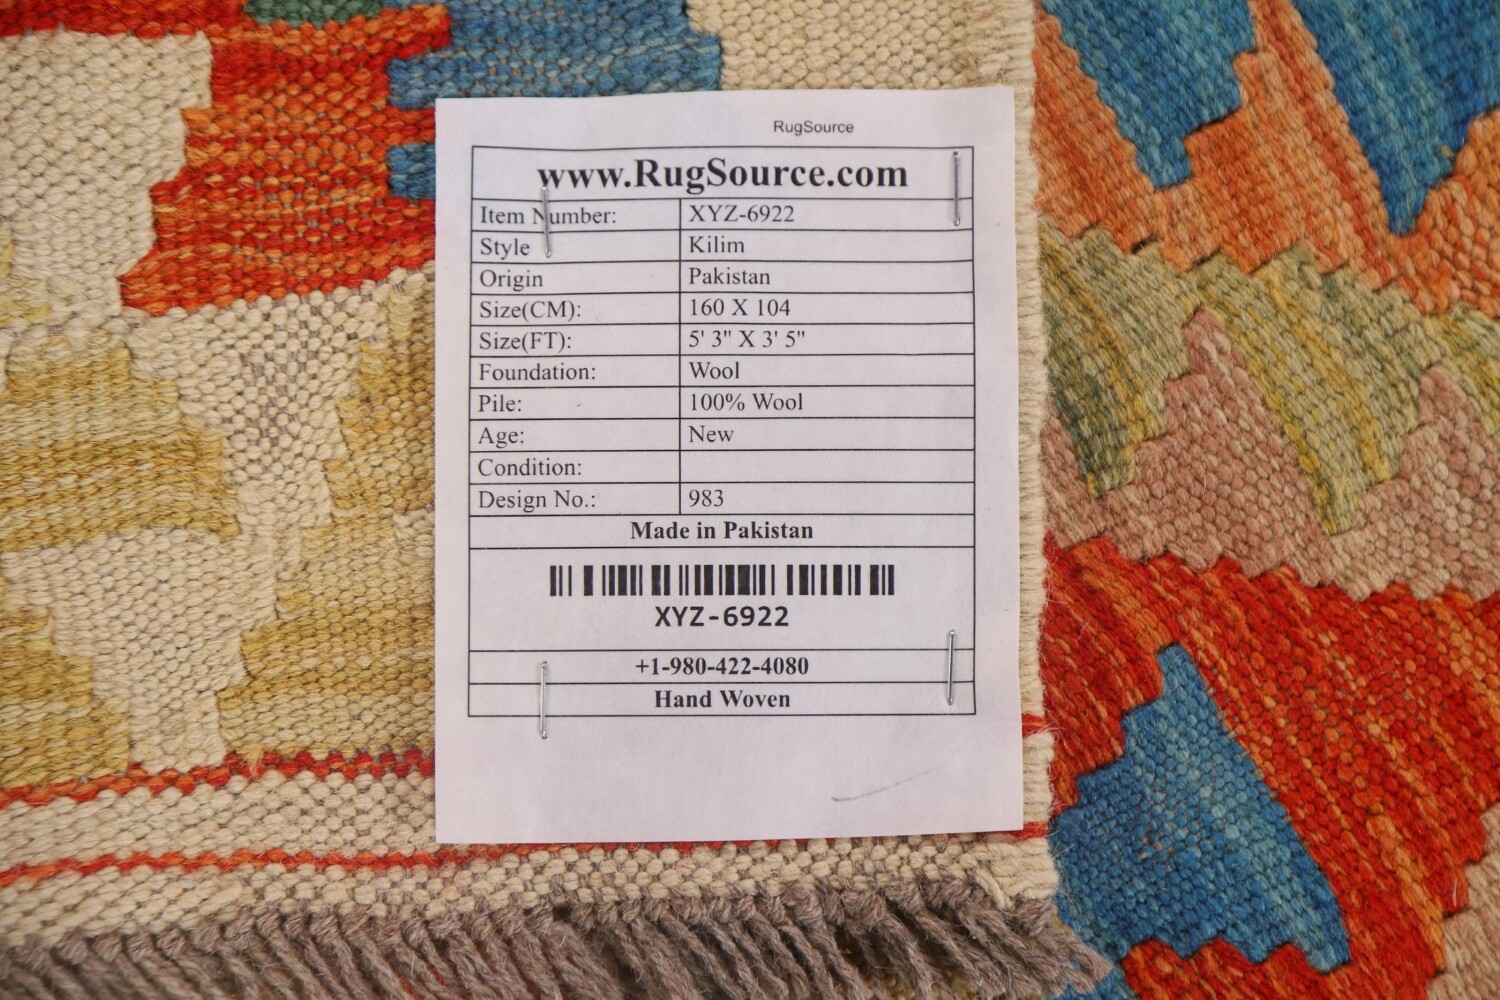 RugSource
www.RugSource.com
Item Number: XYZ-6922
Style Kilim
Origin Pakistan
Size(CM): 160 X 104
Size(FT): 5' 3" X 3' 5"
Foundation: Wool
Pile: 100% Wool
Age: New
Condition:
Design No.: 983
Made in Pakistan
XYZ-6922
+1-980-422-4080
Hand Woven